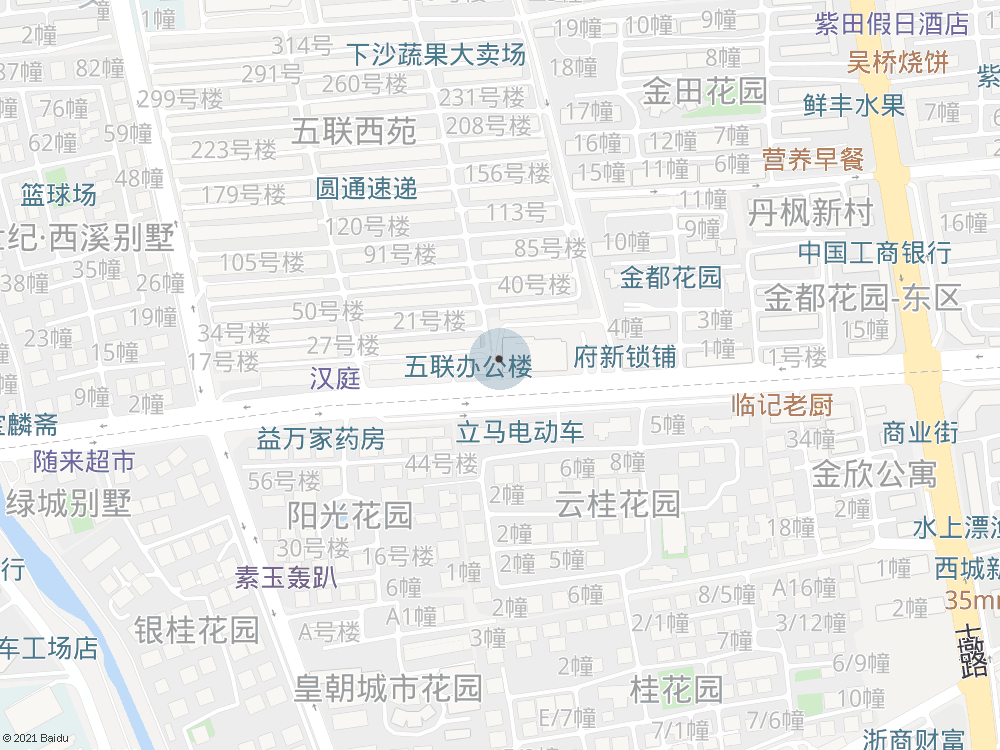 1幢
10幢
9幢
紫田假日酒店
314号
下沙蔬果大卖场
8幢
吴桥烧饼
87幢
82幢
291号
260号楼
18幢
金田花园
299号楼
231号楼
鲜丰水果
76幢
59幢
208号楼
17幢
7幢
62幢
五联西苑
16幢
12幢
7幢
223号楼
156号楼
15幢
11幢
6幢
营养早餐
48幢
圆通速递
篮球场
179号楼
11幢
113号
丹枫新村
120号楼
16幢
世纪·西溪别墅
10幢
9幢
91号楼
85号楼
中国工商银行
105号楼
35幢
38幢
26幢
金都花园
40号楼
金都花园-东区
50号楼
19幢
21号楼
4幢
3幢
15幢
34号楼
23幢
27号楼
15幢
17号楼
五联办公楼
府新锁铺
1幢
1号楼
汉庭
9幢
2幢
临记老厨
宝麟斋
益万家药房
立马电动车
5幢
34幢
商业街
随来超市
44号楼
6幢
8幢
56号楼
金欣公寓
绿城别墅
2幢
云桂花园
阳光花园
2幢
2幢
18幢
30号楼
16号楼
2幢
5幢
行
素玉轰趴
1幢
1幢
西城新
6幢
6幢
8/5幢
A16幢
35mm
A1幢
2幢
2幢
银桂花园
A号楼
3幢
2/1幢
3/12幢
7幢
车工场店
2幢
6/9幢
墩路
皇朝城市花园
桂花园
10幢
E/7幢
7/1幢
7/6幢
浙商财富
© 2021 Baidu